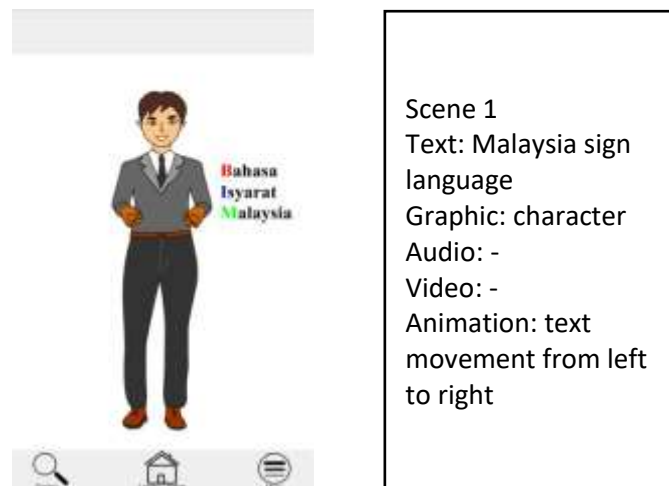 Bahasa
Isyarat
Malaysia
Scene 1
Text: Malaysia sign
language
Graphic: character
Audio: -
Video: -
Animation: text
movement from left
to right